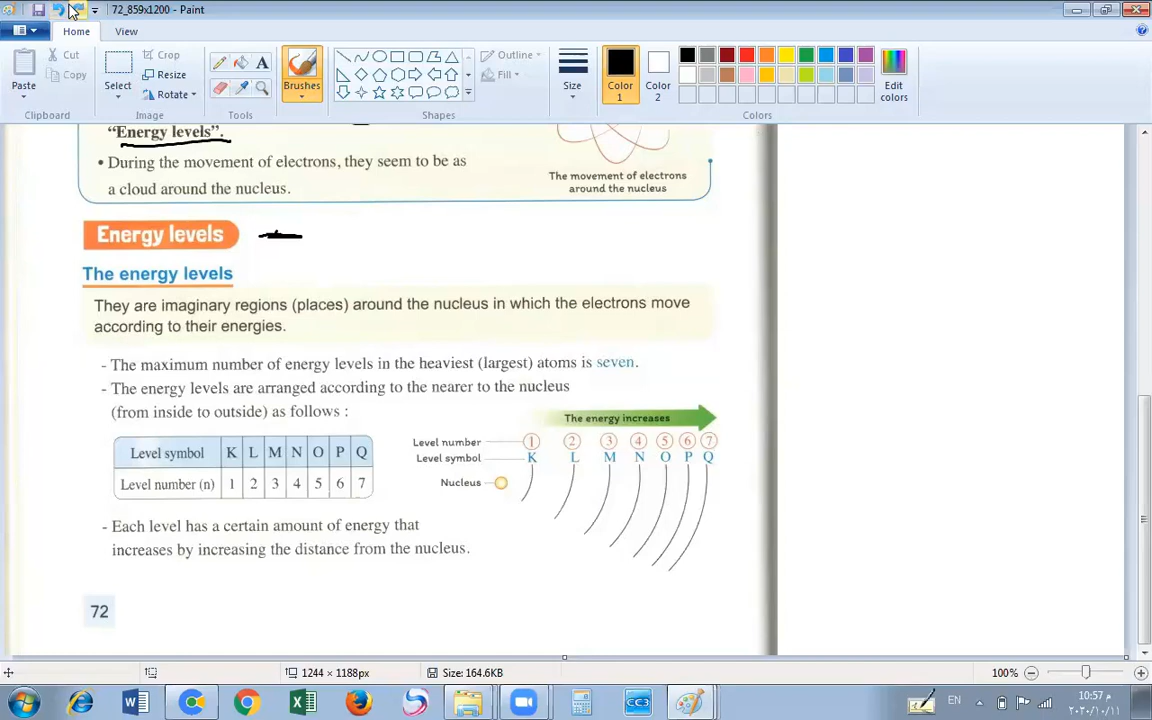 72_859x1200 - Paint
Home
View
Paste
Cut
Copy
Clipboard
Select
Crop
Resize
Rotate
Image
Tools
Brushes
Shapes
Outline
Fill
Size
Color 1
Color 2
Edit colors
Colors
"Energy levels".
• During the movement of electrons, they seem to be as
a cloud around the nucleus.
The movement of electrons
around the nucleus
Energy levels
The energy levels
They are imaginary regions (places) around the nucleus in which the electrons move
according to their energies.
- The maximum number of energy levels in the heaviest (largest) atoms is seven.
- The energy levels are arranged according to the nearer to the nucleus
(from inside to outside) as follows :
Level symbol K L M N O P Q
Level number (n) 1 2 3 4 5 6 7
The energy increases
Level number 1 2 3 4 5 6 7
Level symbol K L M N O P Q
Nucleus
- Each level has a certain amount of energy that
increases by increasing the distance from the nucleus.
72
1244 × 1188px
Size: 164.6KB
100%
CC3
EN
10:57 م
٢٠٢٠/١٠/١١